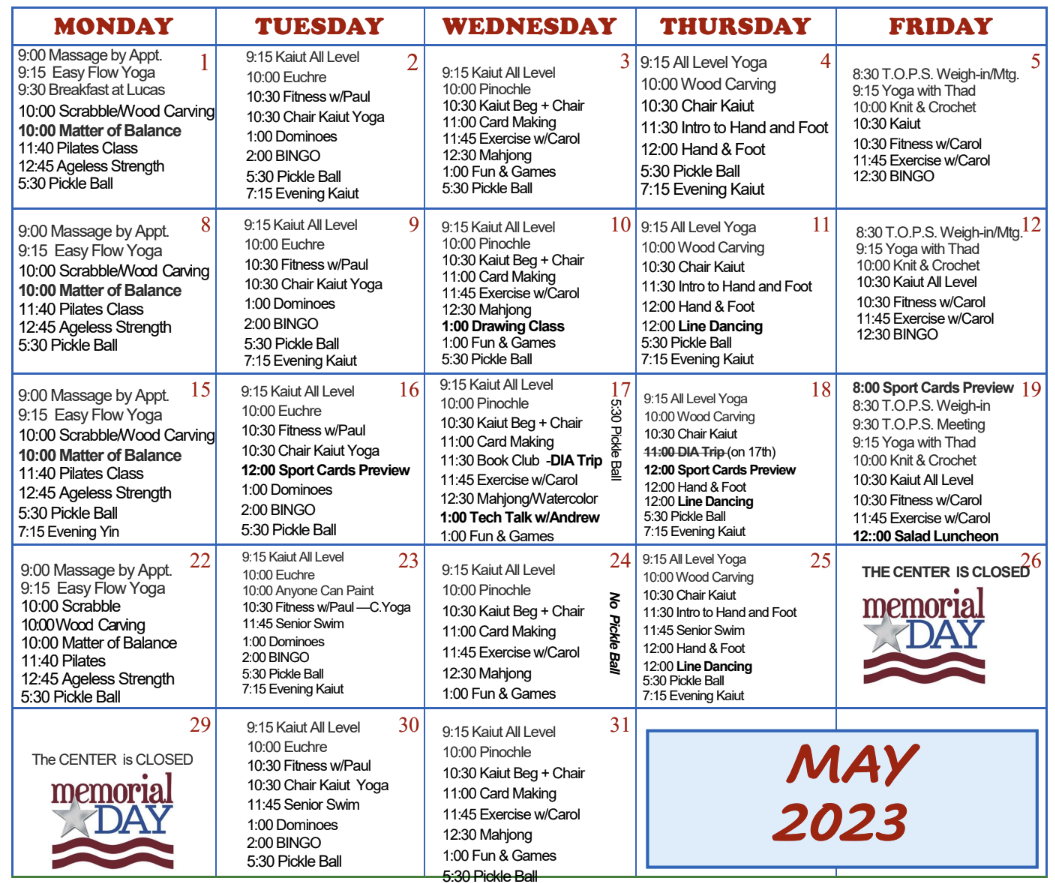 MONDAY
TUESDAY
WEDNESDAY
THURSDAY
FRIDAY
1
9:00 Massage by Appt.
9:15 Easy Flow Yoga
9:30 Breakfast at Lucas
10:00 Scrabble/Wood Carving
10:00 Matter of Balance
11:40 Pilates Class
12:45 Ageless Strength
5:30 Pickle Ball
2
9:15 Kaiut All Level
10:00 Euchre
10:30 Fitness w/Paul
10:30 Chair Kaiut Yoga
1:00 Dominoes
2:00 BINGO
5:30 Pickle Ball
7:15 Evening Kaiut
3
9:15 Kaiut All Level
10:00 Pinochle
10:30 Kaiut Beg + Chair
11:00 Card Making
11:45 Exercise w/Carol
12:30 Mahjong
1:00 Fun & Games
5:30 Pickle Ball
4
9:15 All Level Yoga
10:00 Wood Carving
10:30 Chair Kaiut
11:30 Intro to Hand and Foot
12:00 Hand & Foot
5:30 Pickle Ball
7:15 Evening Kaiut
5
8:30 T.O.P.S. Weigh-in/Mtg.
9:15 Yoga with Thad
10:00 Knit & Crochet
10:30 Kaiut
10:30 Fitness w/Carol
11:45 Exercise w/Carol
12:30 BINGO
8
9:00 Massage by Appt.
9:15 Easy Flow Yoga
10:00 Scrabble/Wood Carving
10:00 Matter of Balance
11:40 Pilates Class
12:45 Ageless Strength
5:30 Pickle Ball
9
9:15 Kaiut All Level
10:00 Euchre
10:30 Fitness w/Paul
10:30 Chair Kaiut Yoga
1:00 Dominoes
2:00 BINGO
5:30 Pickle Ball
7:15 Evening Kaiut
10
9:15 Kaiut All Level
10:00 Pinochle
10:30 Kaiut Beg + Chair
11:00 Card Making
11:45 Exercise w/Carol
12:30 Mahjong
1:00 Drawing Class
1:00 Fun & Games
5:30 Pickle Ball
11
9:15 All Level Yoga
10:00 Wood Carving
10:30 Chair Kaiut
11:30 Intro to Hand and Foot
12:00 Hand & Foot
12:00 Line Dancing
5:30 Pickle Ball
7:15 Evening Kaiut
12
8:30 T.O.P.S. Weigh-in/Mtg.
9:15 Yoga with Thad
10:00 Knit & Crochet
10:30 Kaiut All Level
10:30 Fitness w/Carol
11:45 Exercise w/Carol
12:30 BINGO
15
9:00 Massage by Appt.
9:15 Easy Flow Yoga
10:00 Scrabble/Wood Carving
10:00 Matter of Balance
11:40 Pilates Class
12:45 Ageless Strength
5:30 Pickle Ball
7:15 Evening Yin
16
9:15 Kaiut All Level
10:00 Euchre
10:30 Fitness w/Paul
10:30 Chair Kaiut Yoga
12:00 Sport Cards Preview
1:00 Dominoes
2:00 BINGO
5:30 Pickle Ball
17
9:15 Kaiut All Level
10:00 Pinochle
10:30 Kaiut Beg + Chair
11:00 Card Making
11:30 Book Club -DIA Trip
11:45 Exercise w/Carol
12:30 Mahjong/Watercolor
1:00 Tech Talk w/Andrew
1:00 Fun & Games
5:30 Pickle Ball
18
9:15 All Level Yoga
10:00 Wood Carving
10:30 Chair Kaiut
11:00 DIA Trip (on 17th)
12:00 Sport Cards Preview
12:00 Hand & Foot
12:00 Line Dancing
5:30 Pickle Ball
7:15 Evening Kaiut
19
8:00 Sport Cards Preview
8:30 T.O.P.S. Weigh-in
9:30 T.O.P.S. Meeting
9:15 Yoga with Thad
10:00 Knit & Crochet
10:30 Kaiut All Level
10:30 Fitness w/Carol
11:45 Exercise w/Carol
12::00 Salad Luncheon
22
9:00 Massage by Appt.
9:15 Easy Flow Yoga
10:00 Scrabble
10:00 Wood Carving
10:00 Matter of Balance
11:40 Pilates
12:45 Ageless Strength
5:30 Pickle Ball
23
9:15 Kaiut All Level
10:00 Euchre
10:00 Anyone Can Paint
10:30 Fitness w/Paul —C.Yoga
11:45 Senior Swim
1:00 Dominoes
2:00 BINGO
5:30 Pickle Ball
7:15 Evening Kaiut
24
9:15 Kaiut All Level
10:00 Pinochle
10:30 Kaiut Beg + Chair
11:00 Card Making
11:45 Exercise w/Carol
12:30 Mahjong
1:00 Fun & Games
No Pickle Ball
25
9:15 All Level Yoga
10:00 Wood Carving
10:30 Chair Kaiut
11:30 Intro to Hand and Foot
11:45 Senior Swim
12:00 Hand & Foot
12:00 Line Dancing
5:30 Pickle Ball
7:15 Evening Kaiut
26
THE CENTER IS CLOSED
memorial
DAY
29
The CENTER is CLOSED
memorial
DAY
30
9:15 Kaiut All Level
10:00 Euchre
10:30 Fitness w/Paul
10:30 Chair Kaiut Yoga
11:45 Senior Swim
1:00 Dominoes
2:00 BINGO
5:30 Pickle Ball
31
9:15 Kaiut All Level
10:00 Pinochle
10:30 Kaiut Beg + Chair
11:00 Card Making
11:45 Exercise w/Carol
12:30 Mahjong
1:00 Fun & Games
5:30 Pickle Ball
MAY
2023